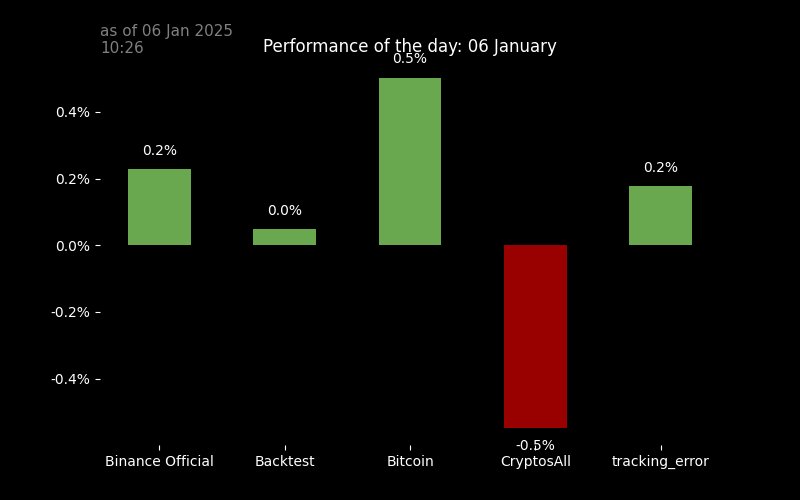 as of 06 Jan 2025
10:26
Performance of the day: 06 January
0.5%
0.4%
0.2%
0.2%
0.2%
0.0%
0.0%
-0.2%
-0.4%
-0.5%
Binance Official
Backtest
Bitcoin
CryptosAll
tracking_error